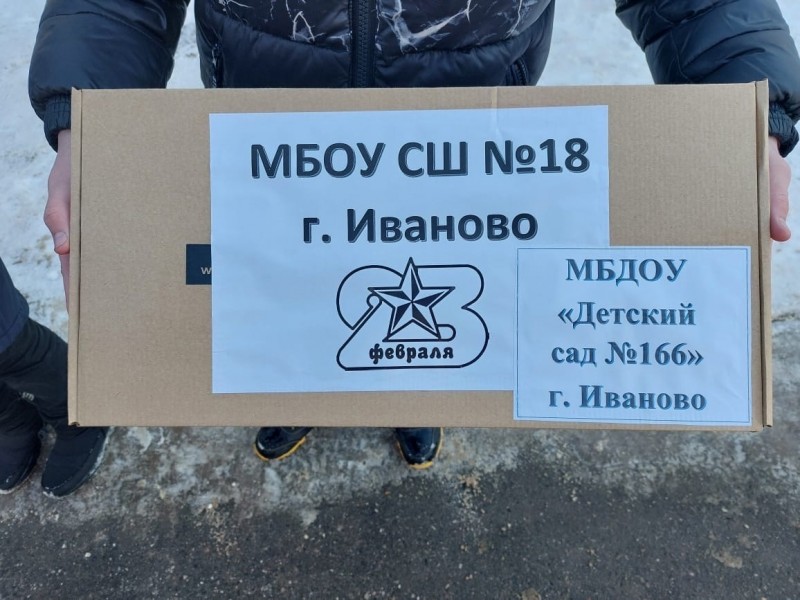 МБОУ СШ №18
г. Иваново
23
февраля
МБДОУ
«Детский
сад №166»
г. Иваново
w